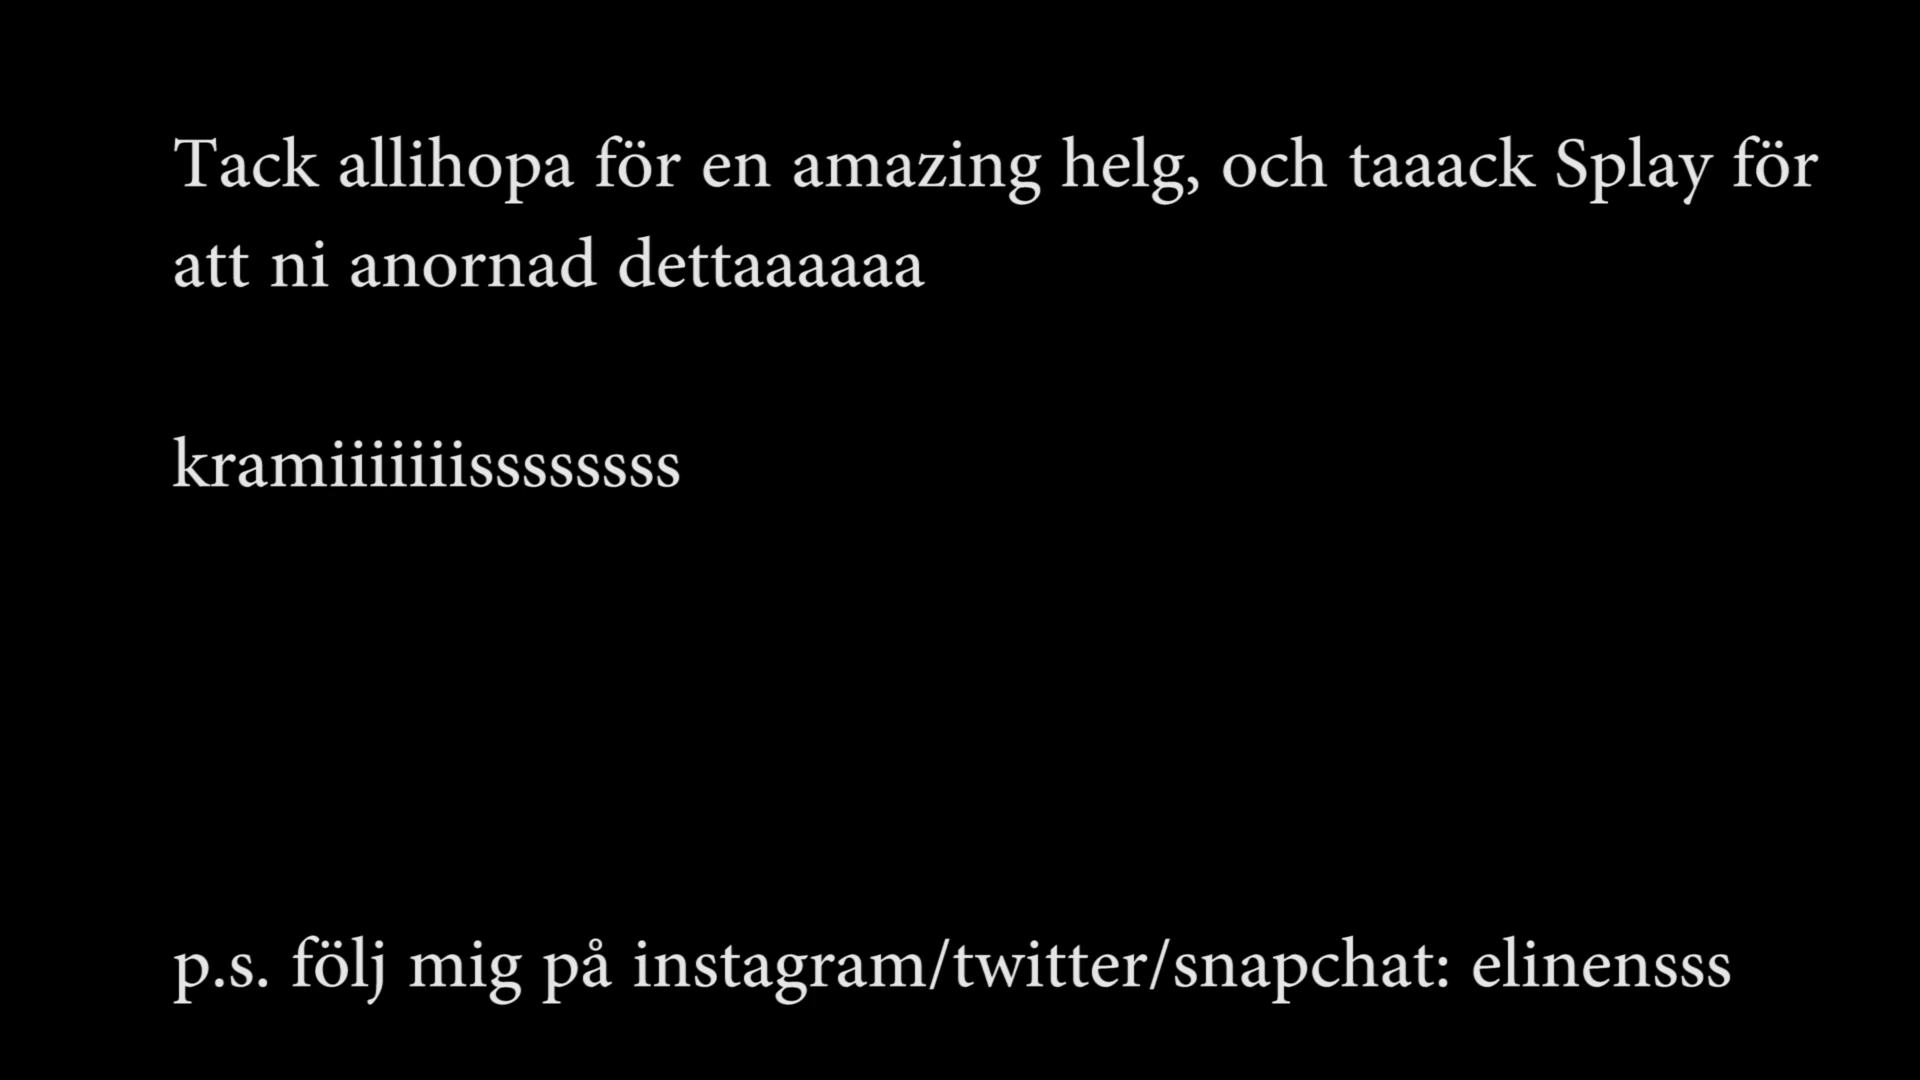 Tack allihopa för en amazing helg, och taaack Splay för
att ni anornad dettaaaaaa
kramiiiiiiissssssss
p.s. följ mig på instagram/twitter/snapchat: elinensss